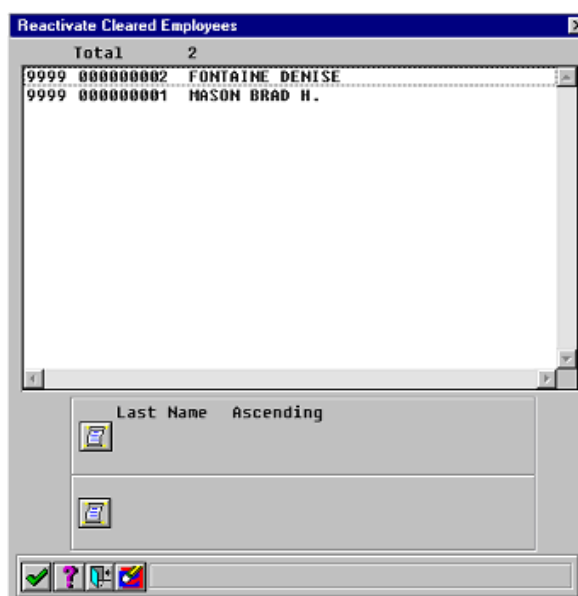 Reactivate Cleared Employees
Total 2
9999 000000002 FONTAINE DENISE
9999 000000001 MASON BRAD H.
Last Name Ascending